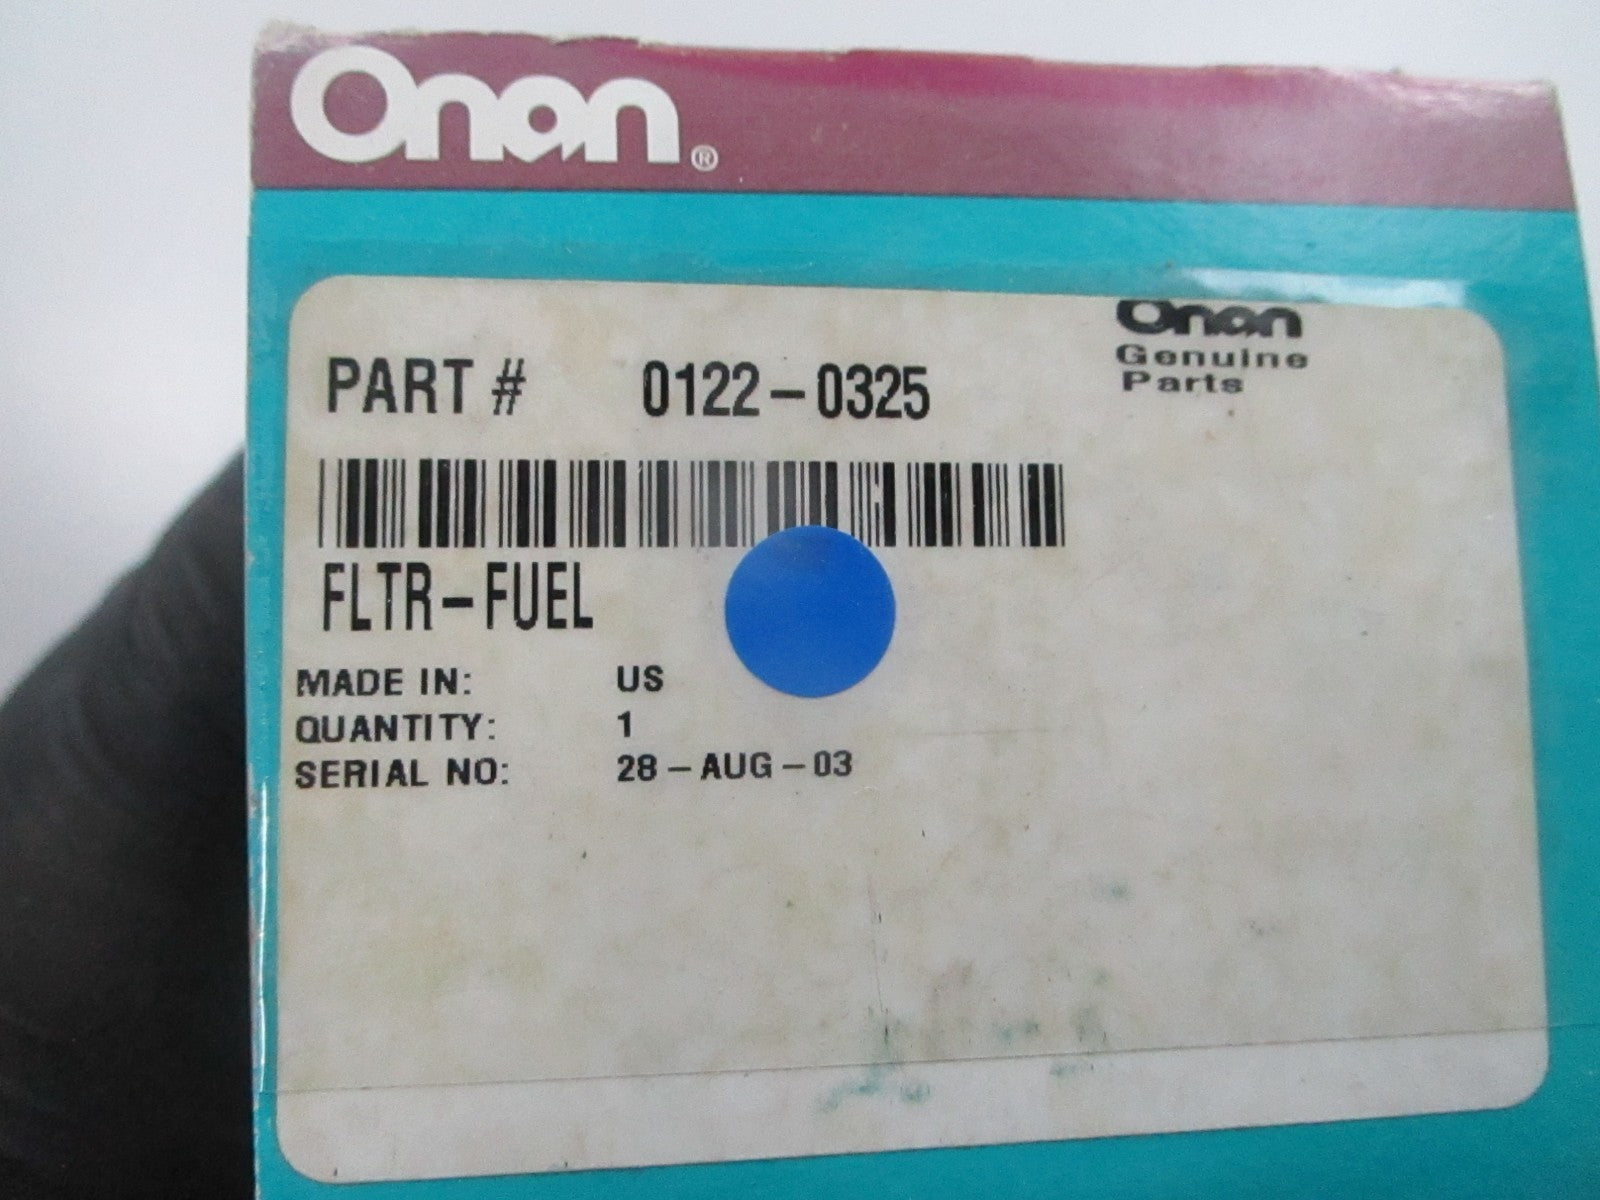 Onan®
Onan
Genuine
Parts
PART # 0122-0325
FLTR-FUEL
MADE IN: US
QUANTITY: 1
SERIAL NO: 28-AUG-03